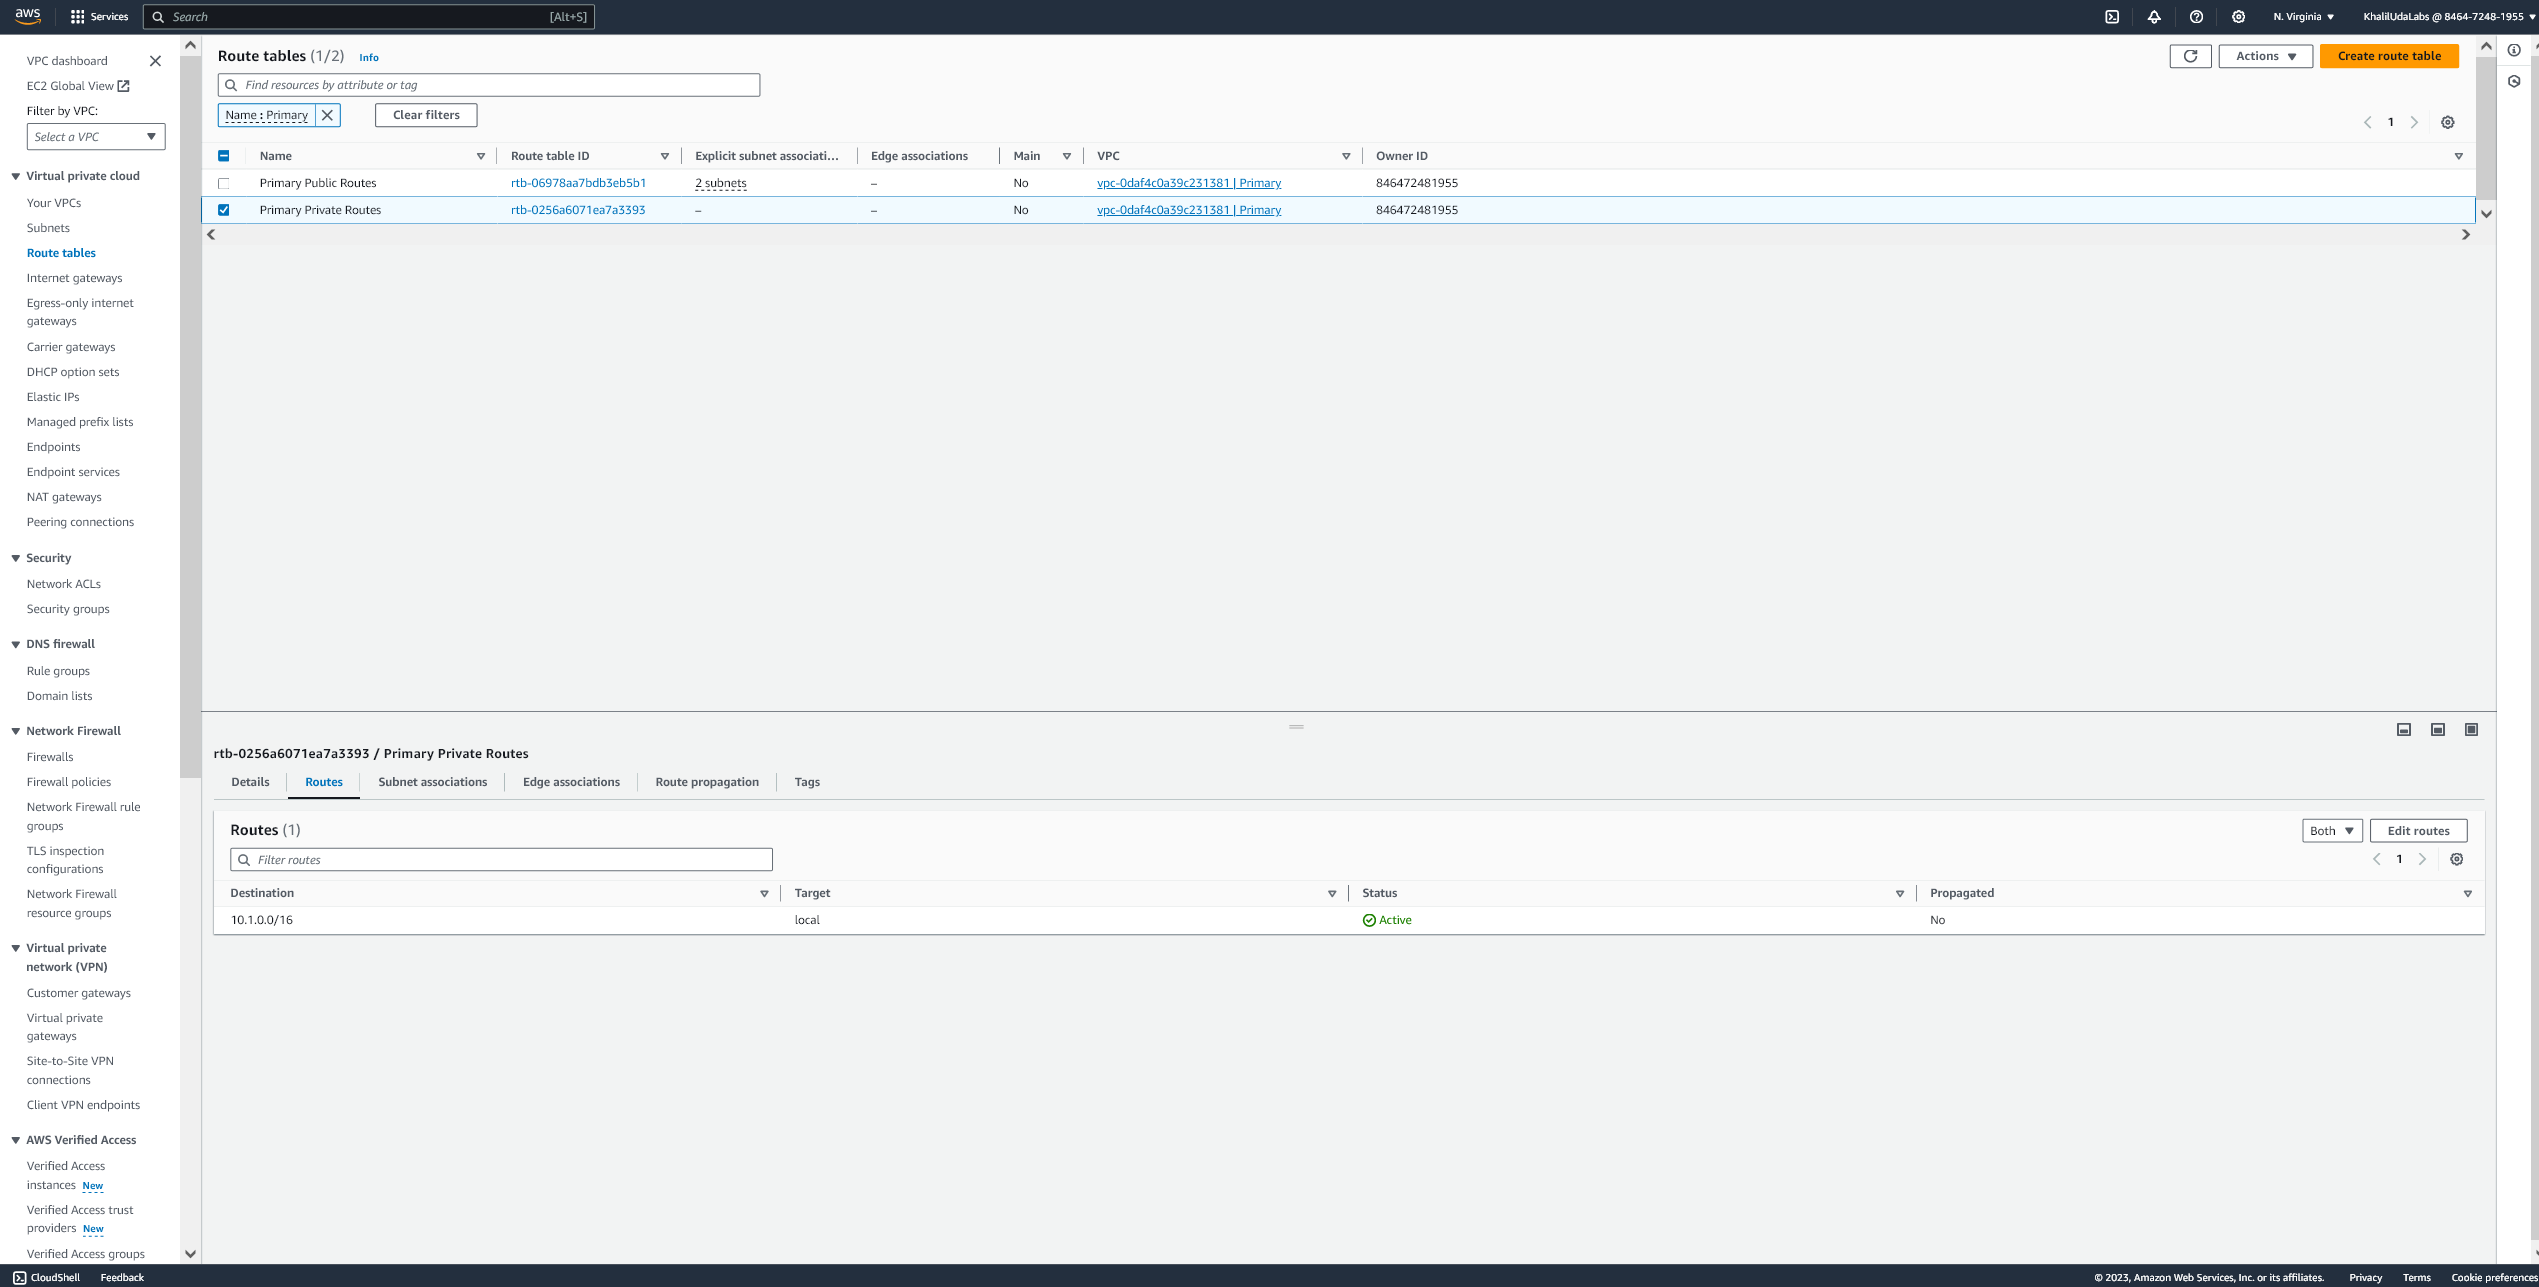 aws
Services
Search
[Alt+S]
N. Virginia
KhalilUdaLabs @ 8464-7248-1955
VPC dashboard
EC2 Global View
Filter by VPC:
Select a VPC
Virtual private cloud
Your VPCs
Subnets
Route tables
Internet gateways
Egress-only internet
gateways
Carrier gateways
DHCP option sets
Elastic IPs
Managed prefix lists
Endpoints
Endpoint services
NAT gateways
Peering connections
Security
Network ACLs
Security groups
DNS firewall
Rule groups
Domain lists
Network Firewall
Firewalls
Firewall policies
Network Firewall rule
groups
TLS inspection
configurations
Network Firewall
resource groups
Virtual private
network (VPN)
Customer gateways
Virtual private
gateways
Site-to-Site VPN
connections
Client VPN endpoints
AWS Verified Access
Verified Access
instances New
Verified Access trust
providers New
Verified Access groups
Route tables (1/2) Info
Actions
Create route table
Find resources by attribute or tag
Name : Primary
Clear filters
1
Name Route table ID Explicit subnet associati... Edge associations Main VPC Owner ID
Primary Public Routes rtb-06978aa7bdb3eb5b1 2 subnets – No vpc-0daf4c0a39c231381 | Primary 846472481955
Primary Private Routes rtb-0256a6071ea7a3393 – – No vpc-0daf4c0a39c231381 | Primary 846472481955
rtb-0256a6071ea7a3393 / Primary Private Routes
Details Routes Subnet associations Edge associations Route propagation Tags
Routes (1)
Both
Edit routes
Filter routes
1
Destination Target Status Propagated
10.1.0.0/16 local Active No
CloudShell Feedback
© 2023, Amazon Web Services, Inc. or its affiliates. Privacy Terms Cookie preferences